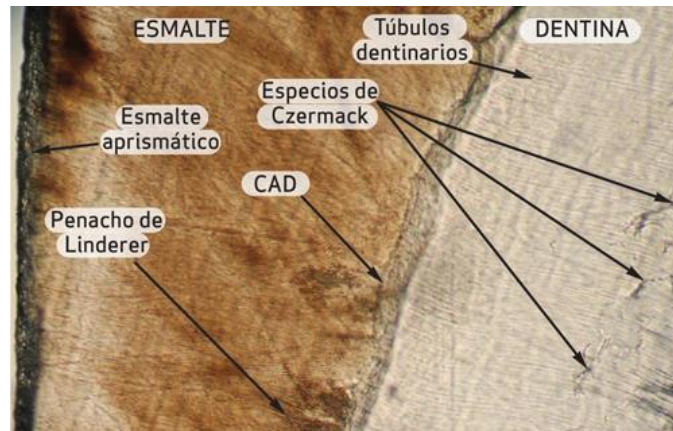 ESMALTE
Túbulos
dentinarios
DENTINA
Especios de
Czermack
Esmalte
aprismático
CAD
Penacho de
Linderer